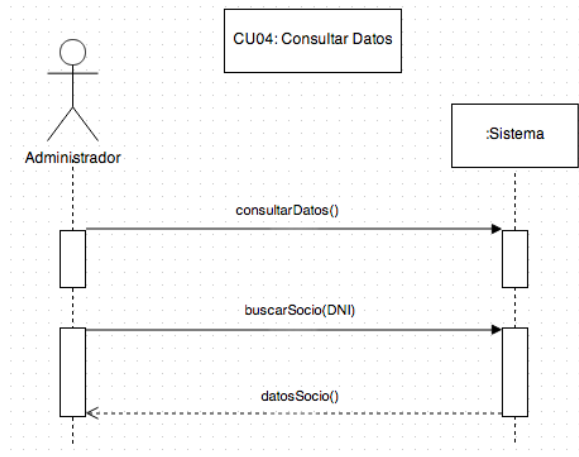 CU04: Consultar Datos
:Sistema
Administrador
consultarDatos()
buscarSocio(DNI)
datosSocio()